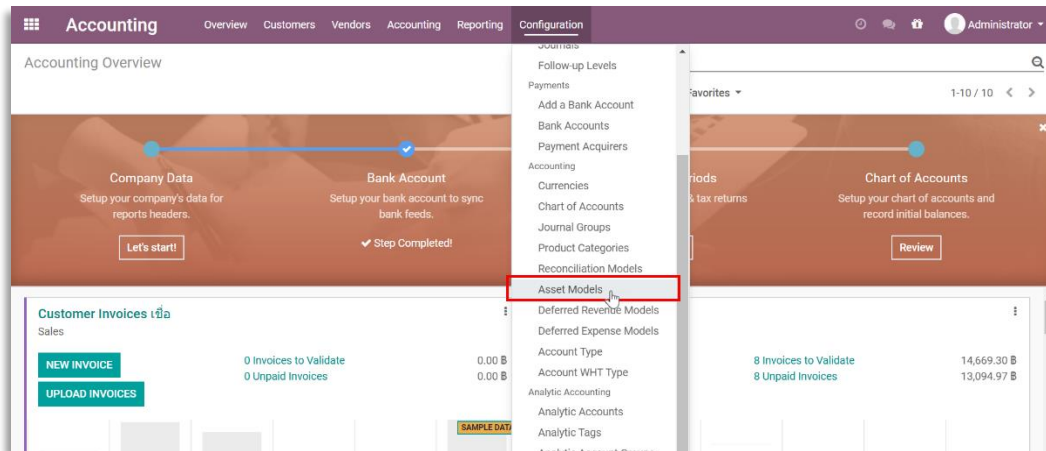 Accounting Overview Customers Vendors Accounting Reporting Configuration Administrator
Accounting Overview
Journals
Follow-up Levels
Payments
Favorites
1-10 / 10
Add a Bank Account
Bank Accounts
Payment Acquirers
Accounting
Currencies
Chart of Accounts
Journal Groups
Product Categories
Reconciliation Models
Asset Models
Deferred Revenue Models
Deferred Expense Models
Account Type
Account WHT Type
Analytic Accounting
Analytic Accounts
Analytic Tags
Company Data
Setup your company's data for
reports headers.
Let's start!
Bank Account
Setup your bank account to sync
bank feeds.
Step Completed!
riods
& tax returns
Chart of Accounts
Setup your chart of accounts and
record initial balances.
Review
Customer Invoices เชื่อ
Sales
NEW INVOICE
UPLOAD INVOICES
0 Invoices to Validate 0.00 ฿
0 Unpaid Invoices 0.00 ฿
SAMPLE DATA
8 Invoices to Validate 14,669.30 ฿
8 Unpaid Invoices 13,094.97 ฿